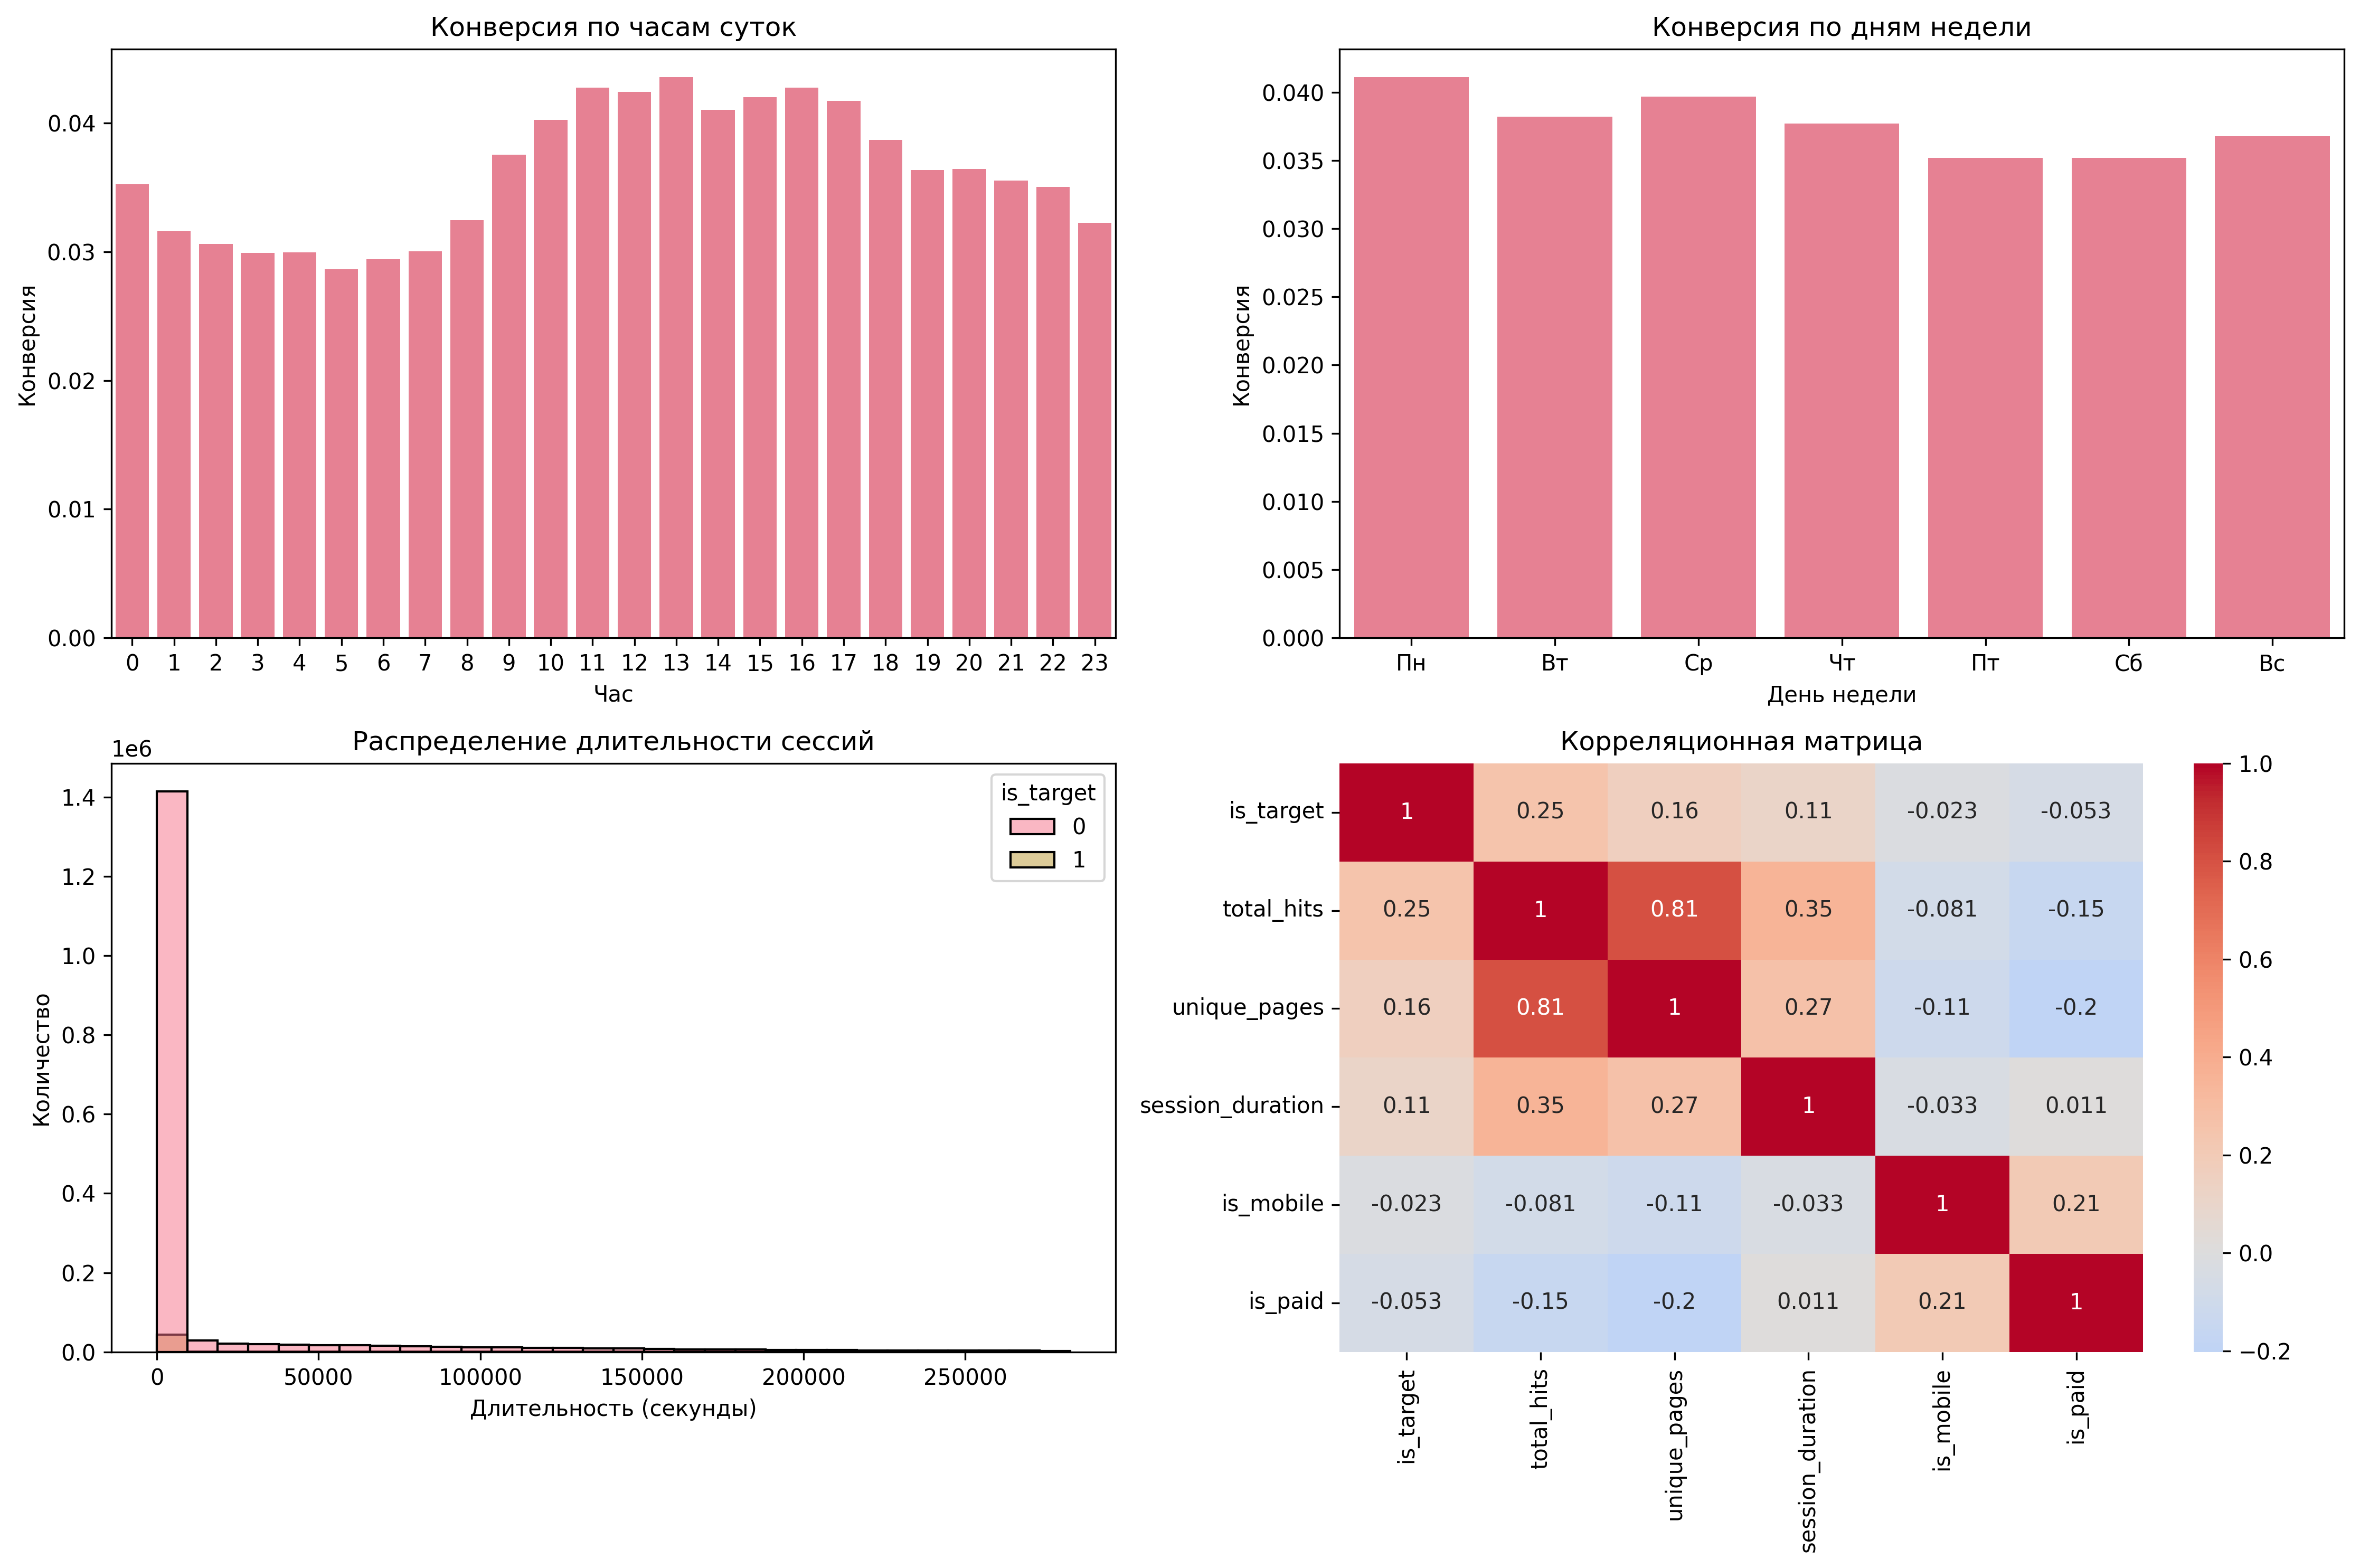 Конверсия по часам суток
Конверсия
0.04
0.03
0.02
0.01
0.00
0 1 2 3 4 5 6 7 8 9 10 11 12 13 14 15 16 17 18 19 20 21 22 23
Час
Конверсия по дням недели
Конверсия
0.040
0.035
0.030
0.025
0.020
0.015
0.010
0.005
0.000
Пн Вт Ср Чт Пт Сб Вс
День недели
Распределение длительности сессий
1e6
Количество
1.4
1.2
1.0
0.8
0.6
0.4
0.2
0.0
is_target
0
1
0 50000 100000 150000 200000 250000
Длительность (секунды)
Корреляционная матрица
is_target 1 0.25 0.16 0.11 -0.023 -0.053
total_hits 0.25 1 0.81 0.35 -0.081 -0.15
unique_pages 0.16 0.81 1 0.27 -0.11 -0.2
session_duration 0.11 0.35 0.27 1 -0.033 0.011
is_mobile -0.023 -0.081 -0.11 -0.033 1 0.21
is_paid -0.053 -0.15 -0.2 0.011 0.21 1
is_target total_hits unique_pages session_duration is_mobile is_paid
1.0
0.8
0.6
0.4
0.2
0.0
−0.2